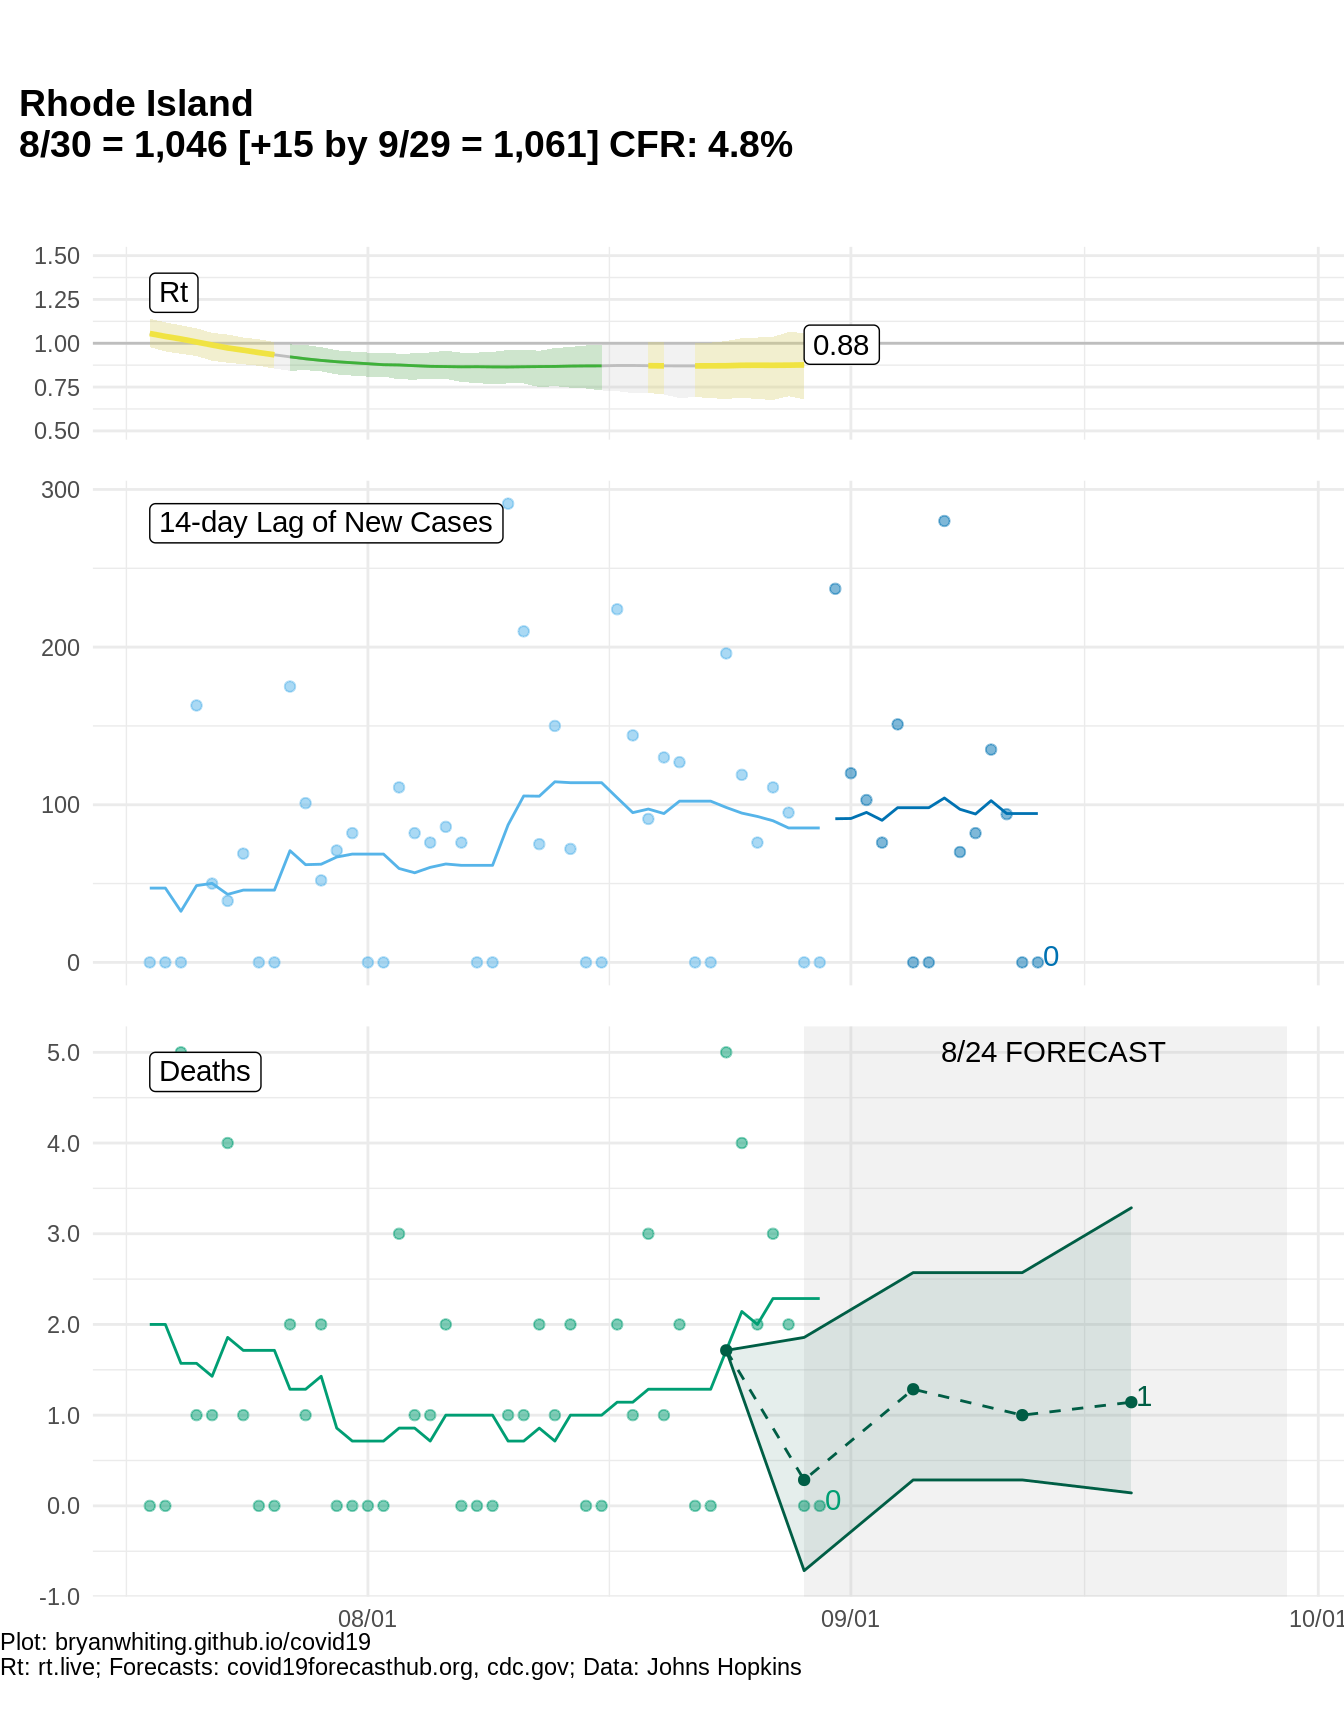 Rhode Island
8/30 = 1,046 [+15 by 9/29 = 1,061] CFR: 4.8%
1.50
Rt
1.25
1.00
0.88
0.75
0.50
300
14-day Lag of New Cases
200
100
0
0
5.0
8/24 FORECAST
Deaths
4.0
3.0
2.0
1
1.0
0
0.0
-1.0
08/01
09/01
10/01
Plot: bryanwhiting.github.io/covid19
Rt: rt.live; Forecasts: covid19forecasthub.org, cdc.gov; Data: Johns Hopkins